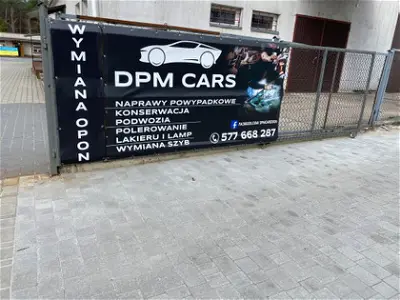 WYMIANA OPON
DPM CARS
NAPRAWY POWYPADKOWE
KONSERWACJA
PODWOZIA
POLEROWANIE
LAKIERU I LAMP
WYMIANA SZYB
577 668 287